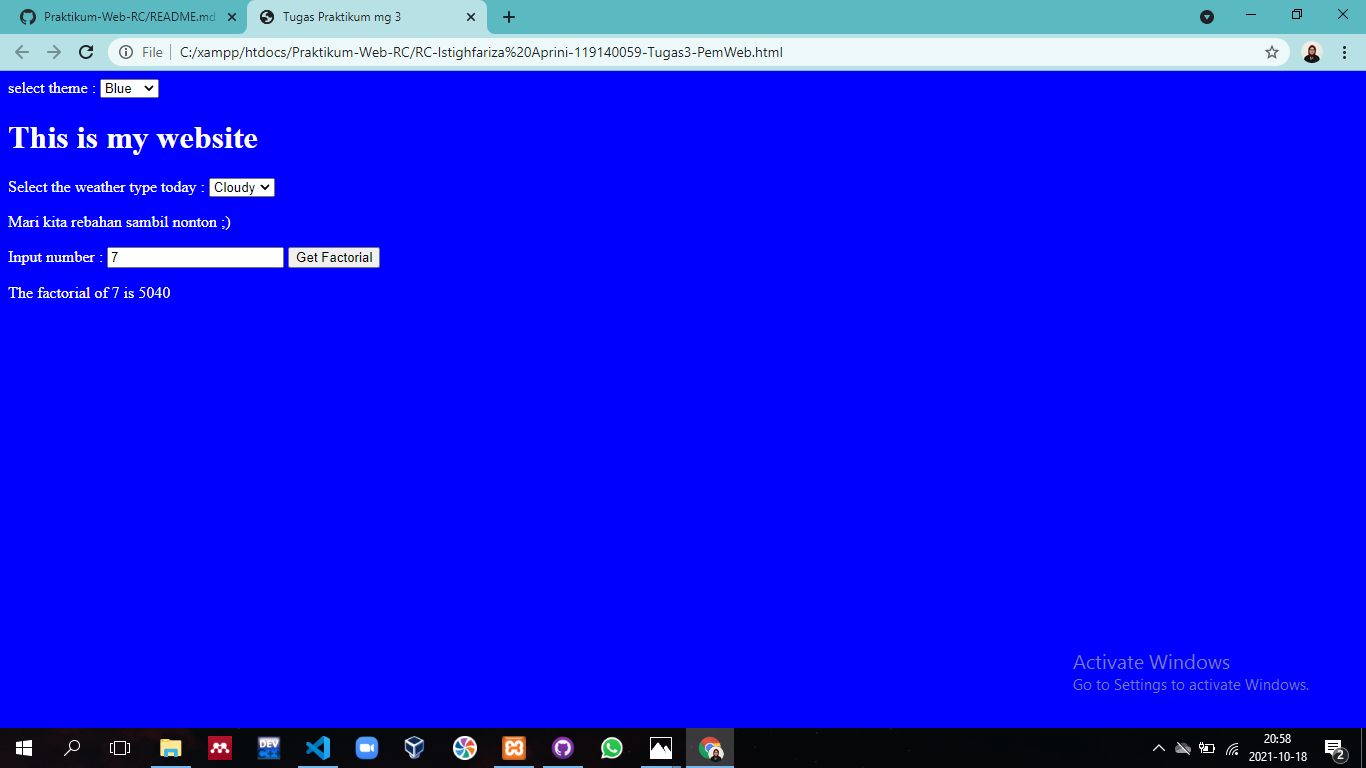 Praktikum-Web-RC/README.md
Tugas Praktikum mg 3
File
C:/xampp/htdocs/Praktikum-Web-RC/RC-Istighfariza%20Aprini-119140059-Tugas3-PemWeb.html
select theme : Blue
This is my website
Select the weather type today : Cloudy
Mari kita rebahan sambil nonton ;)
Input number : 7 Get Factorial
The factorial of 7 is 5040
Activate Windows
Go to Settings to activate Windows.
DEV
C++
20:58
2021-10-18
2